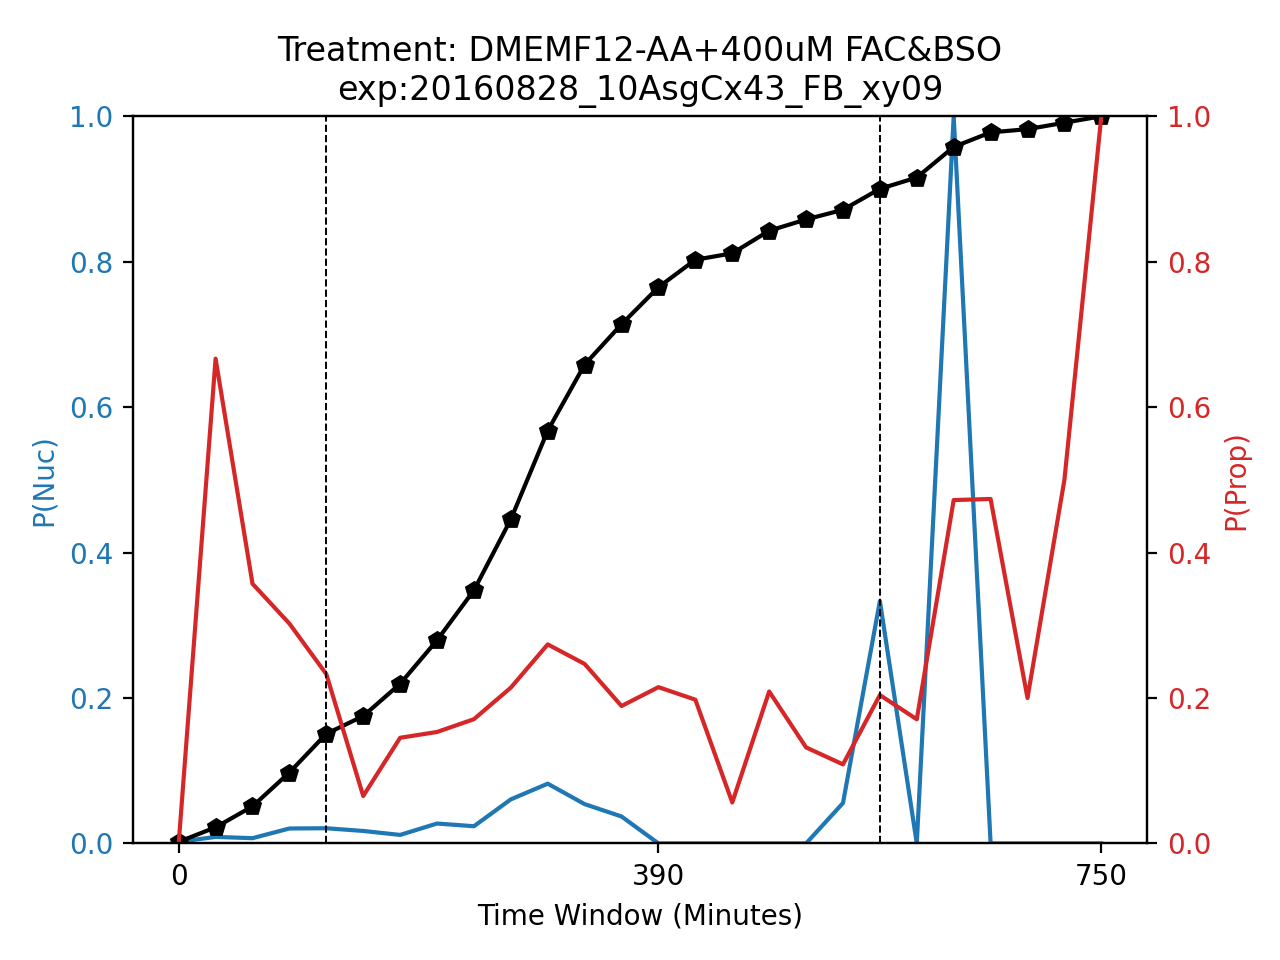 Treatment: DMEMF12-AA+400uM FAC&BSO
exp:20160828_10AsgCx43_FB_xy09
1.0
0.8
0.6
0.4
0.2
0.0
P(Nuc)
1.0
0.8
0.6
0.4
0.2
0.0
P(Prop)
0 390 750
Time Window (Minutes)